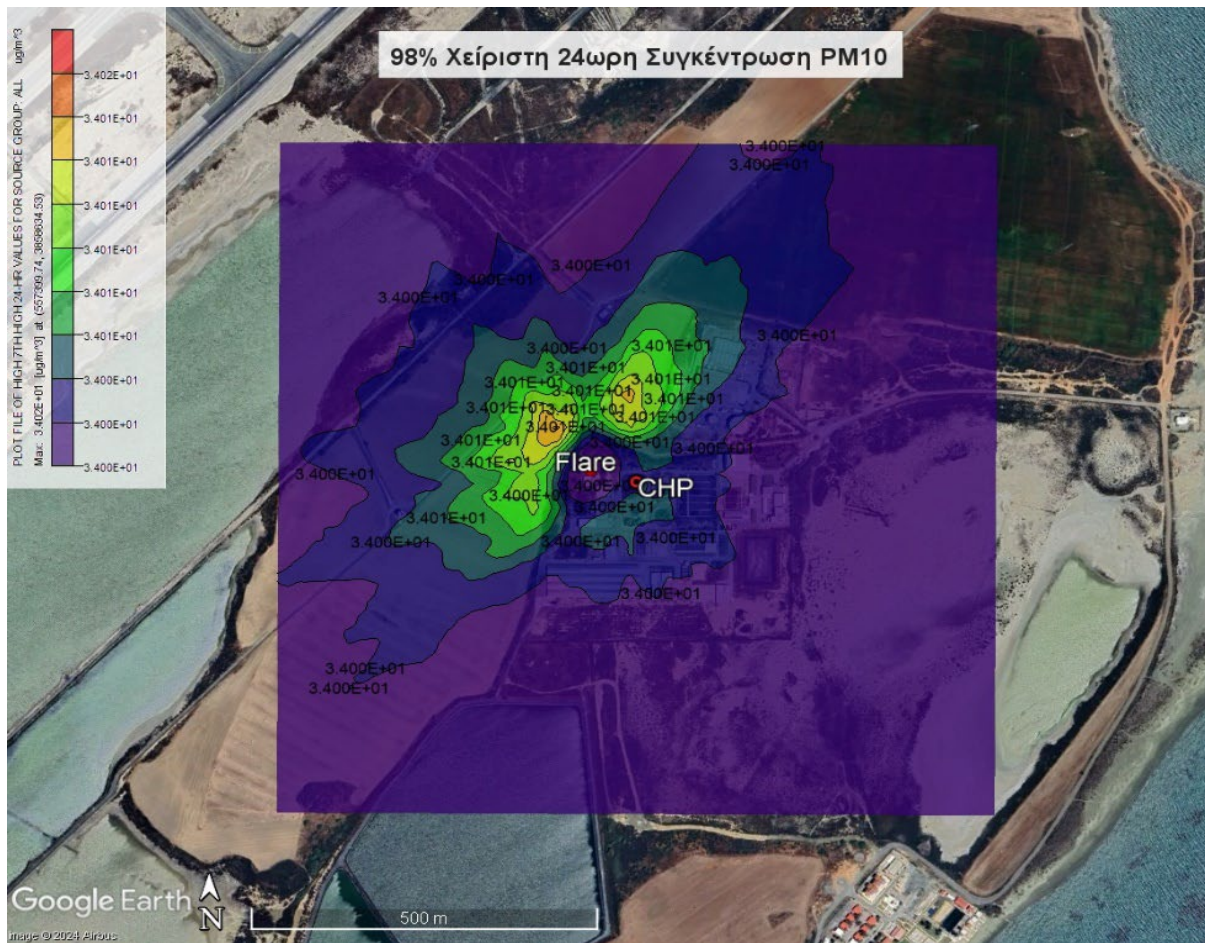 98% Χείριστη 24ωρη Συγκέντρωση PM10
ug/m^3
PLOT FILE OF HIGH 7TH HIGH 24-HR VALUES FOR SOURCE GROUP: ALL
Max: 3.402E+01 [ug/m^3] at (557399.74, 3858634.53)
3.402E+01
3.401E+01
3.401E+01
3.401E+01
3.401E+01
3.401E+01
3.401E+01
3.400E+01
3.400E+01
3.400E+01
3.400E+01
3.400E+01
3.400E+01
3.400E+01
3.400E+01
3.400E+01
3.400E+01 3.401E+01
3.401E+01
3.401E+01 3.401E+01
3.401E+01 3.401E+01
3.401E+01 3.401E+01 3.401E+01
3.401E+01
3.401E+01 3.400E+01 3.400E+01
3.401E+01 Flare
3.400E+01
3.400E+01 CHP
3.400E+01
3.400E+01
3.401E+01
3.400E+01 3.400E+01 3.400E+01
3.400E+01
3.400E+01
3.400E+01
Google Earth
N
500 m
Image © 2024 Airbus